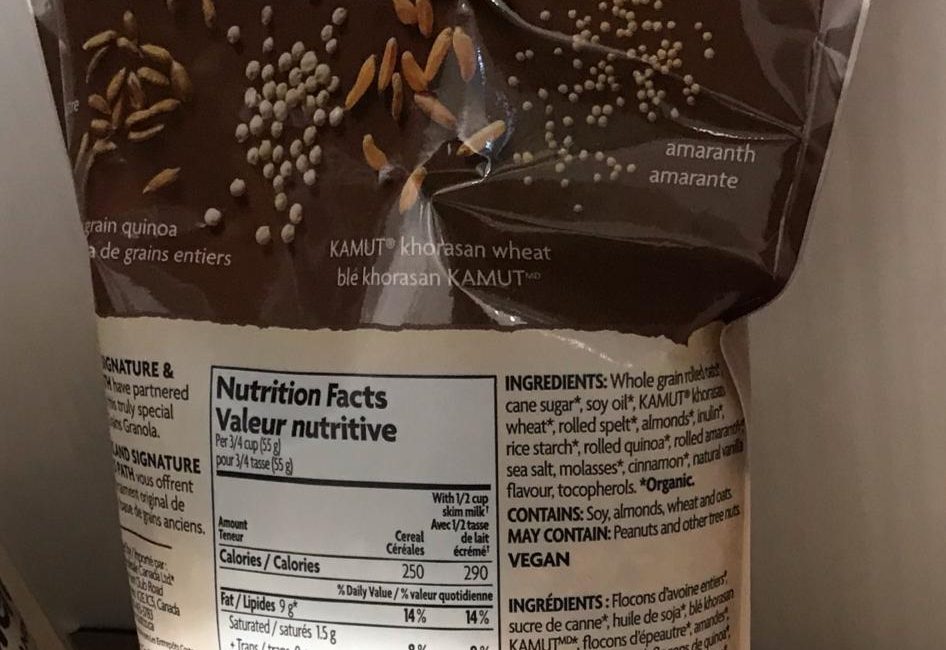 amaranth
amarante
grain quinoa
de grains entiers
KAMUT® khorasan wheat
blé khorasan KAMUT MD
SIGNATURE &
have partnered
truly special
Granola.
SIGNATURE
PATH vous offrent
original de
de grains anciens.
Canada
Nutrition Facts
Valeur nutritive
Per 3/4 cup (55 g)
pour 3/4 tasse (55 g)
With 1/2 cup
skim milk†
Amount
Teneur
Cereal
Céréales
Avec 1/2 tasse
de lait
écrémé†
Calories / Calories 250 290
% Daily Value / % valeur quotidienne
Fat / Lipides 9 g* 14% 14%
Saturated / saturés 1.5 g
+ Trans
INGREDIENTS: Whole grain rolled oats*,
cane sugar*, soy oil*, KAMUT® khorasan
wheat*, rolled spelt*, almonds*, inulin*,
rice starch*, rolled quinoa*, rolled amaranth*,
sea salt, molasses*, cinnamon*, natural vanilla
flavour, tocopherols. *Organic.
CONTAINS: Soy, almonds, wheat and oats.
MAY CONTAIN: Peanuts and other tree nuts.
VEGAN
INGRÉDIENTS : Flocons d'avoine entiers*,
sucre de canne*, huile de soja*, blé khorasan
KAMUT MD*, flocons d'épeautre*, amandes*,
de quinoa*,